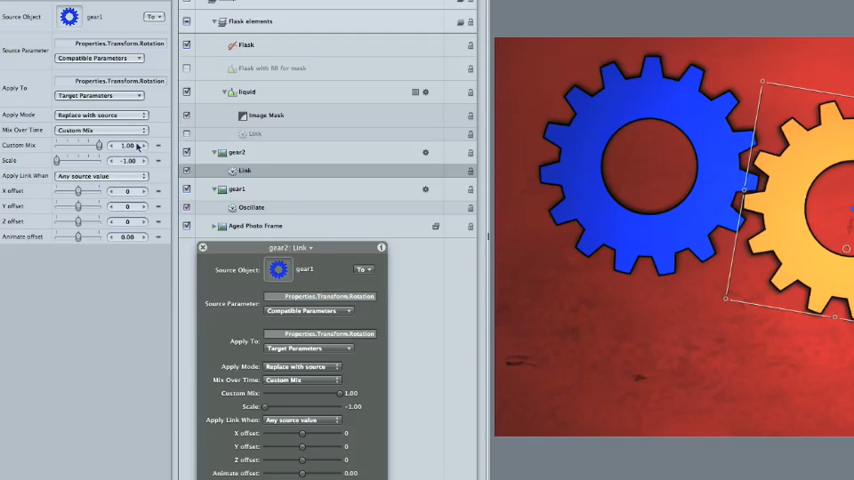 Source Object
gear1
To
Source Parameter
Properties.Transform.Rotation
Compatible Parameters
Apply To
Properties.Transform.Rotation
Target Parameters
Apply Mode
Replace with source
Mix Over Time
Custom Mix
Custom Mix
1.00
Scale
-1.00
Apply Link When
Any source value
X offset
0
Y offset
0
Z offset
0
Animate offset
0.00
Flask elements
Flask
Flask with fill for mask
liquid
Image Mask
Link
gear2
Link
gear1
Oscillate
Aged Photo Frame
gear2: Link
Source Object:
gear1
To
Source Parameter:
Properties.Transform.Rotation
Compatible Parameters
Apply To:
Properties.Transform.Rotation
Target Parameters
Apply Mode:
Replace with source
Mix Over Time:
Custom Mix
Custom Mix:
1.00
Scale:
-1.00
Apply Link When:
Any source value
X offset:
0
Y offset:
0
Z offset:
0
Animate offset:
0.00